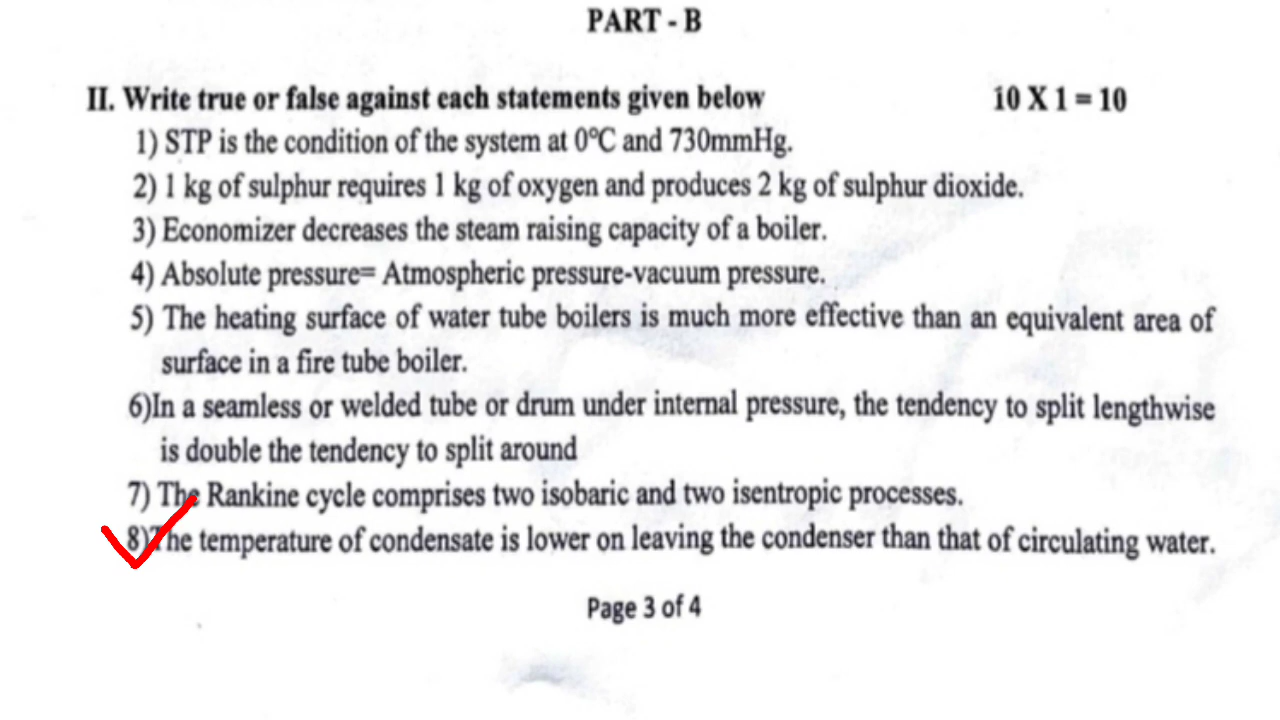 PART - B
II. Write true or false against each statements given below 10 X 1 = 10
1) STP is the condition of the system at 0°C and 730mmHg.
2) 1 kg of sulphur requires 1 kg of oxygen and produces 2 kg of sulphur dioxide.
3) Economizer decreases the steam raising capacity of a boiler.
4) Absolute pressure= Atmospheric pressure-vacuum pressure.
5) The heating surface of water tube boilers is much more effective than an equivalent area of
surface in a fire tube boiler.
6)In a seamless or welded tube or drum under internal pressure, the tendency to split lengthwise
is double the tendency to split around
7) The Rankine cycle comprises two isobaric and two isentropic processes.
8)The temperature of condensate is lower on leaving the condenser than that of circulating water.
Page 3 of 4